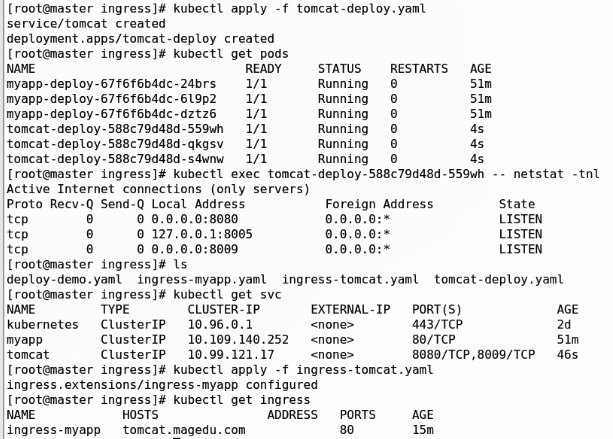 [root@master ingress]# kubectl apply -f tomcat-deploy.yaml
service/tomcat created
deployment.apps/tomcat-deploy created
[root@master ingress]# kubectl get pods
NAME READY STATUS RESTARTS AGE
myapp-deploy-67f6f6b4dc-24brs 1/1 Running 0 51m
myapp-deploy-67f6f6b4dc-6l9p2 1/1 Running 0 51m
myapp-deploy-67f6f6b4dc-dztz6 1/1 Running 0 51m
tomcat-deploy-588c79d48d-559wh 1/1 Running 0 4s
tomcat-deploy-588c79d48d-qkgsv 1/1 Running 0 4s
tomcat-deploy-588c79d48d-s4wnw 1/1 Running 0 4s
[root@master ingress]# kubectl exec tomcat-deploy-588c79d48d-559wh -- netstat -tnl
Active Internet connections (only servers)
Proto Recv-Q Send-Q Local Address Foreign Address State
tcp 0 0 0.0.0.0:8080 0.0.0.0:* LISTEN
tcp 0 0 127.0.0.1:8005 0.0.0.0:* LISTEN
tcp 0 0 0.0.0.0:8009 0.0.0.0:* LISTEN
[root@master ingress]# ls
deploy-demo.yaml ingress-myapp.yaml ingress-tomcat.yaml tomcat-deploy.yaml
[root@master ingress]# kubectl get svc
NAME TYPE CLUSTER-IP EXTERNAL-IP PORT(S) AGE
kubernetes ClusterIP 10.96.0.1 <none> 443/TCP 2d
myapp ClusterIP 10.109.140.252 <none> 80/TCP 51m
tomcat ClusterIP 10.99.121.17 <none> 8080/TCP,8009/TCP 46s
[root@master ingress]# kubectl apply -f ingress-tomcat.yaml
ingress.extensions/ingress-myapp configured
[root@master ingress]# kubectl get ingress
NAME HOSTS ADDRESS PORTS AGE
ingress-myapp tomcat.magedu.com 80 15m